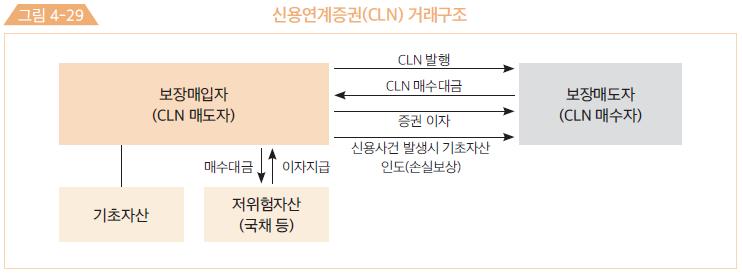 그림 4-29
신용연계증권(CLN) 거래구조
보장매입자
(CLN 매도자)
CLN 발행
CLN 매수대금
증권 이자
신용사건 발생시 기초자산
인도(손실보상)
보장매도자
(CLN 매수자)
매수대금
이자지급
기초자산
저위험자산
(국채 등)